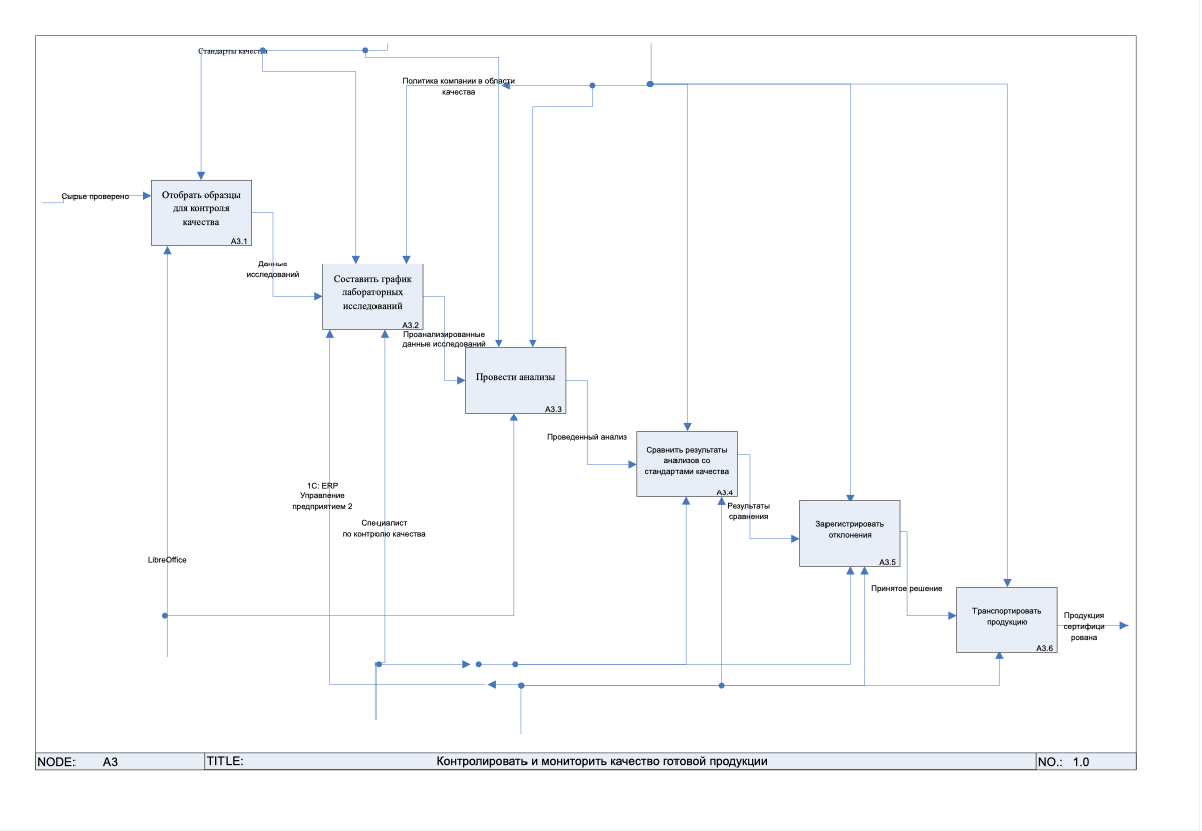 Стандарты качества
Политика компании в области
качества
Сырье проверено
Отобрать образцы
для контроля
качества
A3.1
Данные
исследований
Составить график
лабораторных
исследований
A3.2
Проанализированные
данные исследований
Провести анализы
A3.3
Проведенный анализ
Сравнить результаты
анализов со
стандартами качества
A3.4
Результаты
сравнения
1С: ERP
Управление
предприятием 2
Специалист
по контролю качества
Зарегистрировать
отклонения
A3.5
LibreOffice
Принятое решение
Транспортировать
продукцию
A3.6
Продукция
сертифици
рована
NODE: A3 TITLE: Контролировать и мониторить качество готовой продукции NO.: 1.0